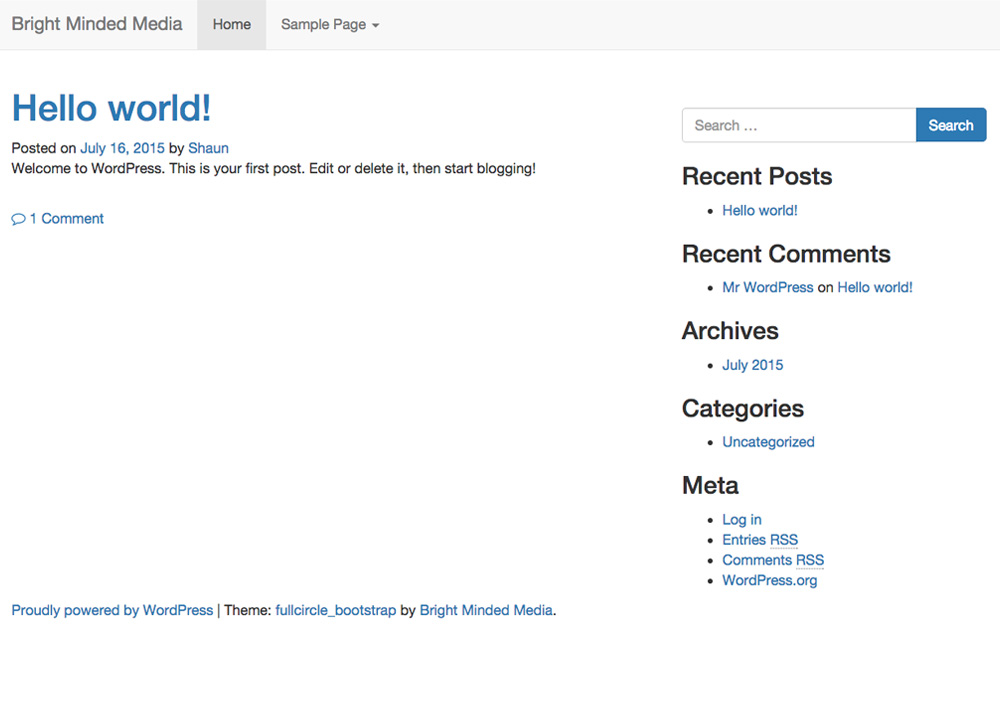 Bright Minded Media Home Sample Page
Hello world!
Posted on July 16, 2015 by Shaun
Welcome to WordPress. This is your first post. Edit or delete it, then start blogging!
1 Comment
Search …
Search
Recent Posts
Hello world!
Recent Comments
Mr WordPress on Hello world!
Archives
July 2015
Categories
Uncategorized
Meta
Log in
Entries RSS
Comments RSS
WordPress.org
Proudly powered by WordPress | Theme: fullcircle_bootstrap by Bright Minded Media.